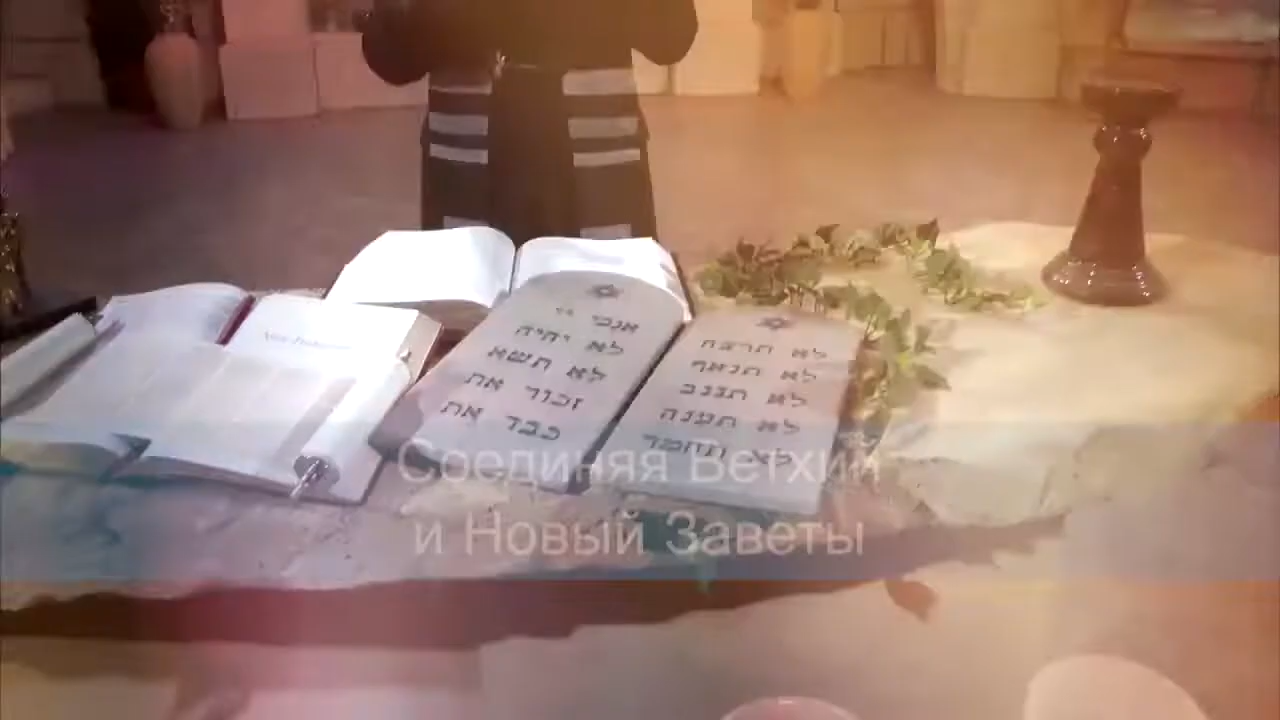 אנכי יי
לא יהיה
לא תשא
זכור את
כבד את
לא תרצח
לא תנאף
לא תגנב
לא תענה
לא תחמד
Соединяя Ветхий
и Новый Заветы